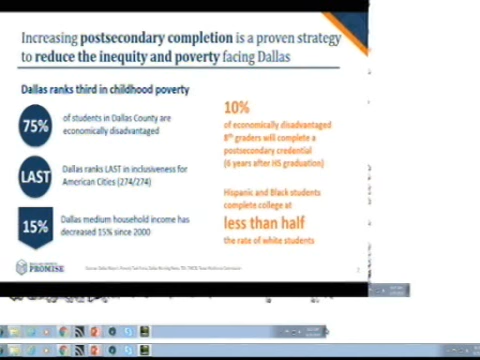 Increasing postsecondary completion is a proven strategy
to reduce the inequity and poverty facing Dallas
Dallas ranks third in childhood poverty
75%
of students in Dallas County are
economically disadvantaged
LAST
Dallas ranks LAST in inclusiveness for
American Cities (274/274)
15%
Dallas medium household income has
decreased 15% since 2000
10%
of economically disadvantaged
8th graders will complete a
postsecondary credential
(6 years after HS graduation)
Hispanic and Black students
complete college at
less than half
the rate of white students
PROMISE